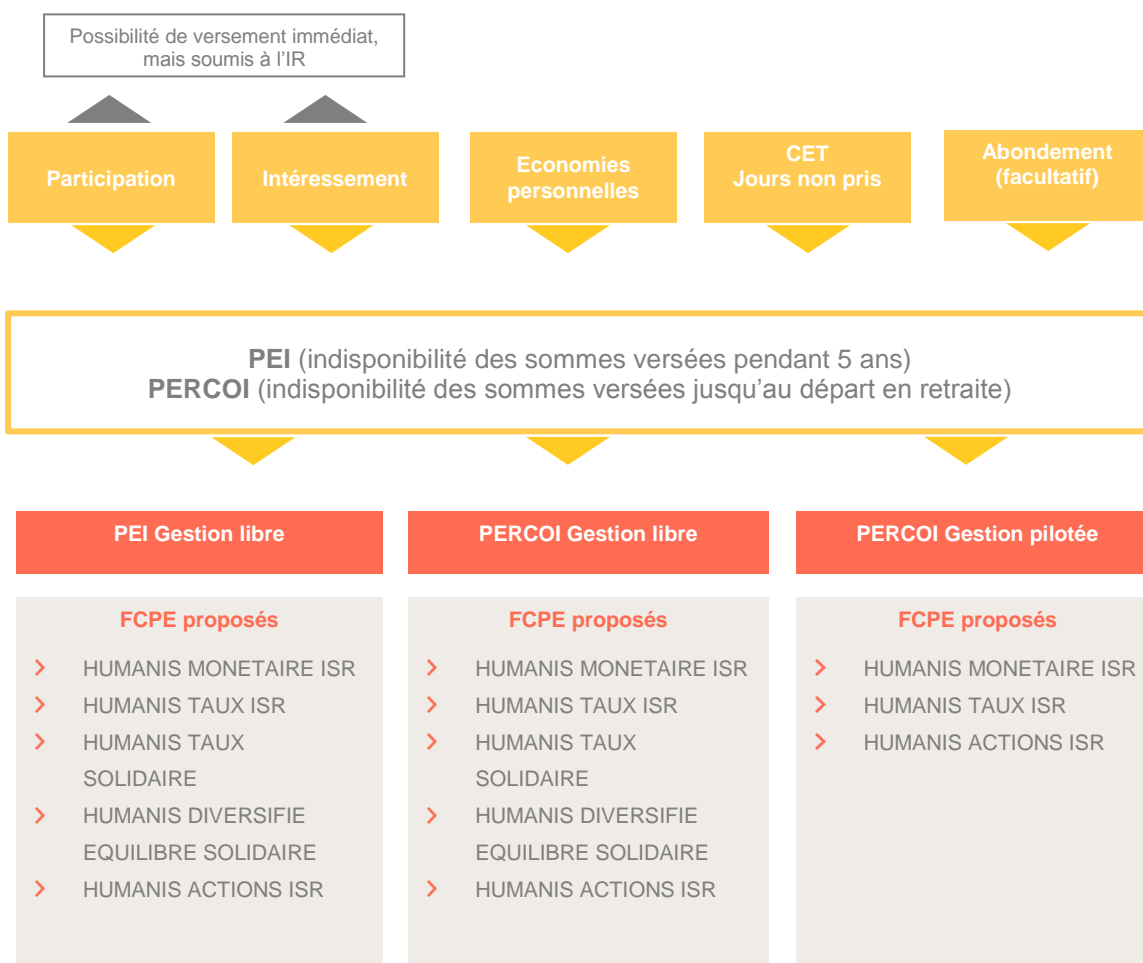 Possibilité de versement immédiat,
mais soumis à l'IR
Participation
Intéressement
Economies
personnelles
CET
Jours non pris
Abondement
(facultatif)
PEI (indisponibilité des sommes versées pendant 5 ans)
PERCOI (indisponibilité des sommes versées jusqu'au départ en retraite)
PEI Gestion libre
FCPE proposés
HUMANIS MONETAIRE ISR
HUMANIS TAUX ISR
HUMANIS TAUX
SOLIDAIRE
HUMANIS DIVERSIFIE
EQUILIBRE SOLIDAIRE
HUMANIS ACTIONS ISR
PERCOI Gestion libre
FCPE proposés
HUMANIS MONETAIRE ISR
HUMANIS TAUX ISR
HUMANIS TAUX
SOLIDAIRE
HUMANIS DIVERSIFIE
EQUILIBRE SOLIDAIRE
HUMANIS ACTIONS ISR
PERCOI Gestion pilotée
FCPE proposés
HUMANIS MONETAIRE ISR
HUMANIS TAUX ISR
HUMANIS ACTIONS ISR